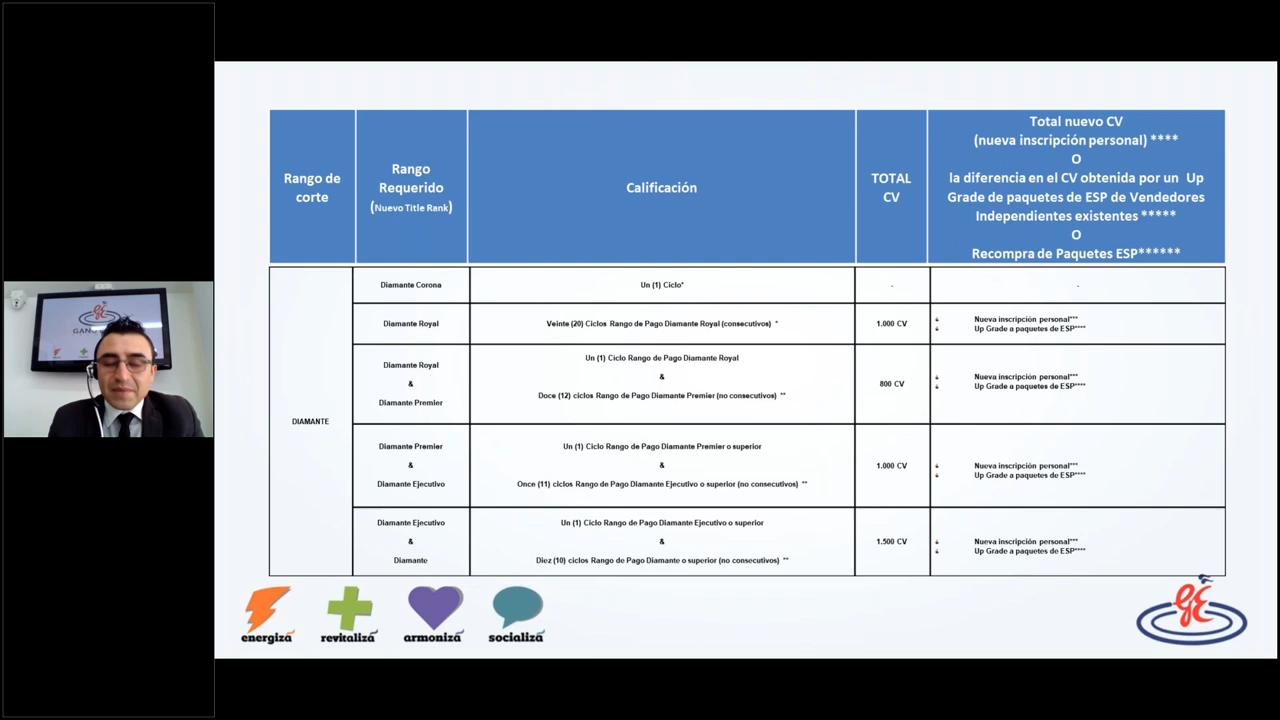 Rango de
corte
Rango
Requerido
(Nuevo Title Rank)
Calificación
TOTAL
CV
Total nuevo CV
(nueva inscripción personal) ****
O
la diferencia en el CV obtenida por un Up
Grade de paquetes de ESP de Vendedores
Independientes existentes *****
O
Recompra de Paquetes ESP******
DIAMANTE
Diamante Corona
Un (1) Ciclo*
-
-
Diamante Royal
Veinte (20) Ciclos Rango de Pago Diamante Royal (consecutivos) *
1.000 CV
Nueva inscripción personal***
Up Grade a paquetes de ESP****
Diamante Royal
&
Diamante Premier
Un (1) Ciclo Rango de Pago Diamante Royal
&
Doce (12) ciclos Rango de Pago Diamante Premier (no consecutivos) **
800 CV
Nueva inscripción personal***
Up Grade a paquetes de ESP****
Diamante Premier
&
Diamante Ejecutivo
Un (1) Ciclo Rango de Pago Diamante Premier o superior
&
Once (11) ciclos Rango de Pago Diamante Ejecutivo o superior (no consecutivos) **
1.000 CV
Nueva inscripción personal***
Up Grade a paquetes de ESP****
Diamante Ejecutivo
&
Diamante
Un (1) Ciclo Rango de Pago Diamante Ejecutivo o superior
&
Diez (10) ciclos Rango de Pago Diamante o superior (no consecutivos) **
1.500 CV
Nueva inscripción personal***
Up Grade a paquetes de ESP****
energizá
revitalizá
armonizá
socializá
GE